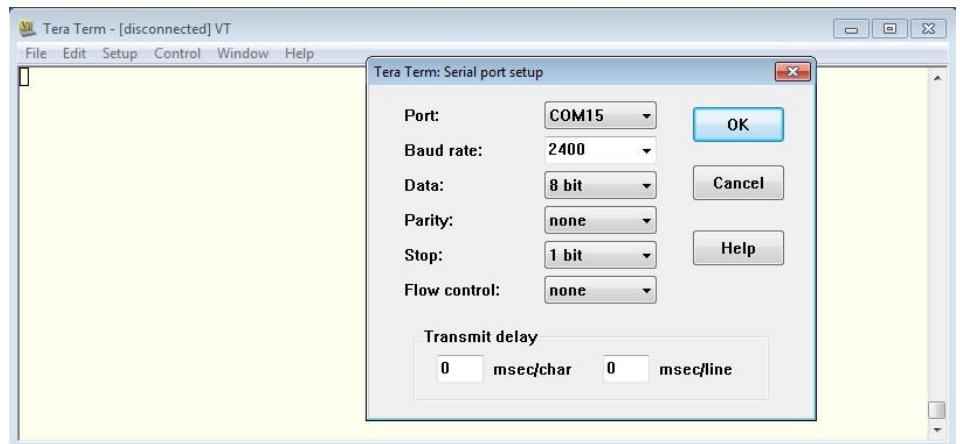 Tera Term - [disconnected] VT
File Edit Setup Control Window Help
Tera Term: Serial port setup
Port: COM15 OK
Baud rate: 2400
Data: 8 bit Cancel
Parity: none
Stop: 1 bit Help
Flow control: none
Transmit delay
0 msec/char 0 msec/line